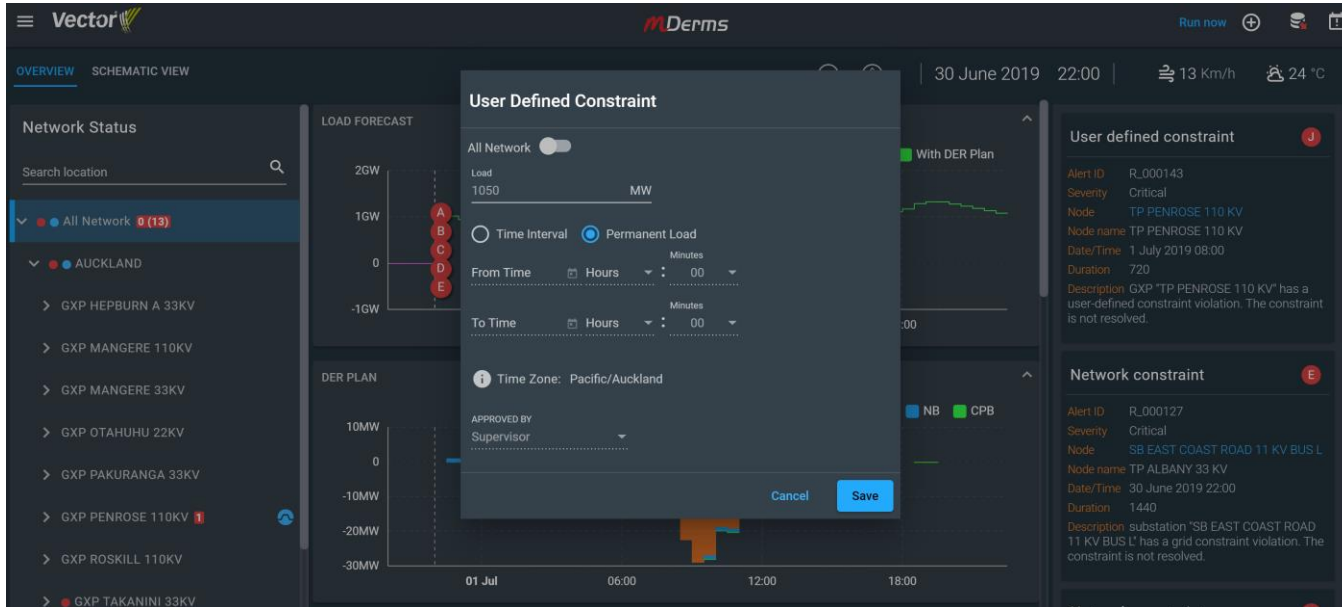 Vector
mDerms
Run now
OVERVIEW SCHEMATIC VIEW
30 June 2019 22:00 13 Km/h 24 °C
Network Status
Search location
All Network 0 (13)
AUCKLAND
GXP HEPBURN A 33KV
GXP MANGERE 110KV
GXP MANGERE 33KV
GXP OTAHUHU 22KV
GXP PAKURANGA 33KV
GXP PENROSE 110KV 1
GXP ROSKILL 110KV
GXP TAKANINI 33KV
LOAD FORECAST
With DER Plan
2GW
1GW
0
-1GW
A
B
C
D
E
:00
DER PLAN
NB CPB
10MW
0
-10MW
-20MW
-30MW
01 Jul 06:00 12:00 18:00
User Defined Constraint
All Network
Load
1050 MW
Time Interval Permanent Load
Minutes
From Time Hours : 00
Minutes
To Time Hours : 00
Time Zone: Pacific/Auckland
APPROVED BY
Supervisor
Cancel Save
User defined constraint J
Alert ID R_000143
Severity Critical
Node TP PENROSE 110 KV
Node name TP PENROSE 110 KV
Date/Time 1 July 2019 08:00
Duration 720
Description GXP "TP PENROSE 110 KV" has a
user-defined constraint violation. The constraint
is not resolved.
Network constraint E
Alert ID R_000127
Severity Critical
Node SB EAST COAST ROAD 11 KV BUS L
Node name TP ALBANY 33 KV
Date/Time 30 June 2019 22:00
Duration 1440
Description substation "SB EAST COAST ROAD
11 KV BUS L" has a grid constraint violation. The
constraint is not resolved.